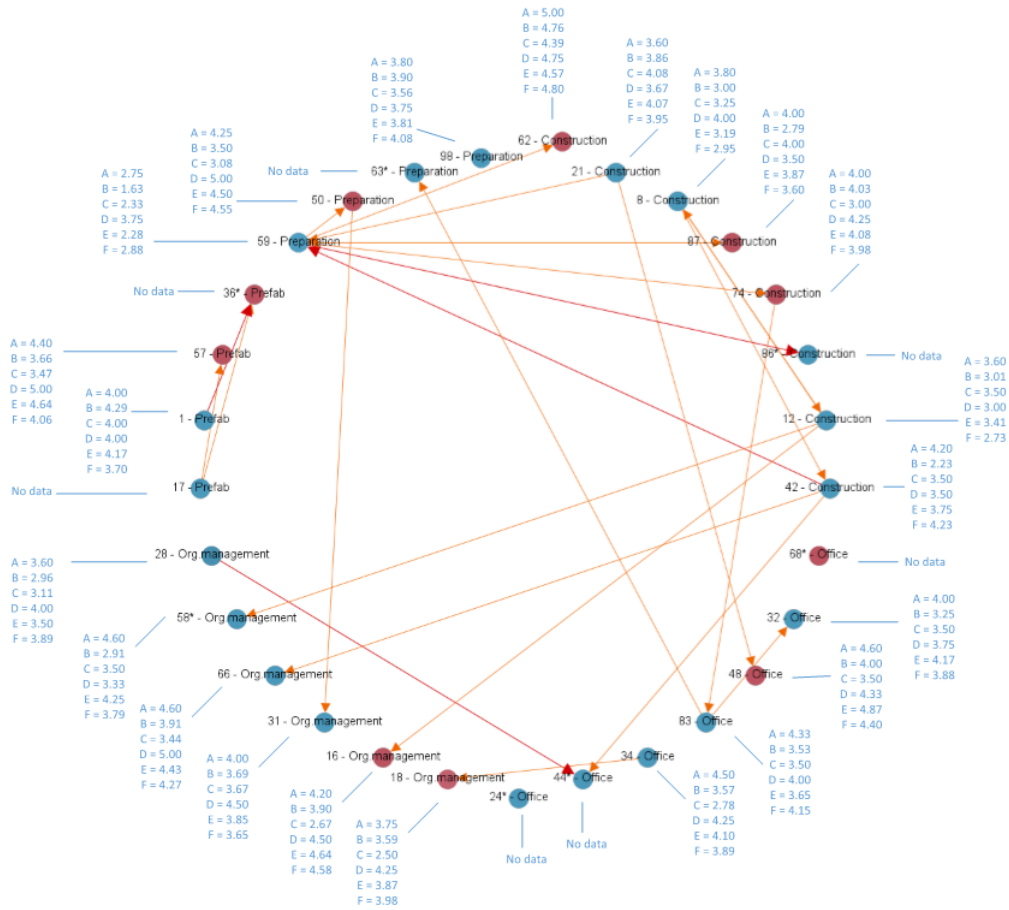 A = 5.00
B = 4.76
C = 4.39
D = 4.75
E = 4.57
F = 4.80
62 - Construction
A = 3.60
B = 3.86
C = 4.08
D = 3.67
E = 4.07
F = 3.95
21 - Construction
A = 3.80
B = 3.90
C = 3.56
D = 3.75
E = 3.81
F = 4.08
98 - Preparation
A = 3.80
B = 3.00
C = 3.25
D = 4.00
E = 3.19
F = 2.95
8 - Construction
A = 4.00
B = 2.79
C = 4.00
D = 3.50
E = 3.87
F = 3.60
87 - Construction
A = 4.00
B = 4.03
C = 3.00
D = 4.25
E = 4.08
F = 3.98
74 - Construction
No data
63* - Preparation
A = 4.25
B = 3.50
C = 3.08
D = 5.00
E = 4.50
F = 4.55
50 - Preparation
A = 2.75
B = 1.63
C = 2.33
D = 3.75
E = 2.28
F = 2.88
59 - Preparation
No data
36* - Prefab
A = 4.40
B = 3.66
C = 3.47
D = 5.00
E = 4.64
F = 4.06
57 - Prefab
86* - Construction
No data
A = 4.00
B = 4.29
C = 4.00
D = 4.00
E = 4.17
F = 3.70
1 - Prefab
12 - Construction
A = 3.60
B = 3.01
C = 3.50
D = 3.00
E = 3.41
F = 2.73
No data
17 - Prefab
42 - Construction
A = 4.20
B = 2.23
C = 3.50
D = 3.50
E = 3.75
F = 4.23
28 - Org.management
A = 3.60
B = 2.96
C = 3.11
D = 4.00
E = 3.50
F = 3.89
68* - Office
No data
58* - Org.management
A = 4.60
B = 2.91
C = 3.50
D = 3.33
E = 4.25
F = 3.79
32 - Office
A = 4.00
B = 3.25
C = 3.50
D = 3.75
E = 4.17
F = 3.88
66 - Org.management
A = 4.60
B = 3.91
C = 3.44
D = 5.00
E = 4.43
F = 4.27
48 - Office
A = 4.60
B = 4.00
C = 3.50
D = 4.33
E = 4.87
F = 4.40
31 - Org.management
A = 4.00
B = 3.69
C = 3.67
D = 4.50
E = 3.85
F = 3.65
83 - Office
A = 4.33
B = 3.53
C = 3.50
D = 4.00
E = 3.65
F = 4.15
16 - Org.management
A = 4.20
B = 3.90
C = 2.67
D = 4.50
E = 4.64
F = 4.58
34 - Office
A = 4.50
B = 3.57
C = 2.78
D = 4.25
E = 4.10
F = 3.89
18 - Org.management
A = 3.75
B = 3.59
C = 2.50
D = 4.25
E = 3.87
F = 3.98
44* - Office
No data
24* - Office
No data